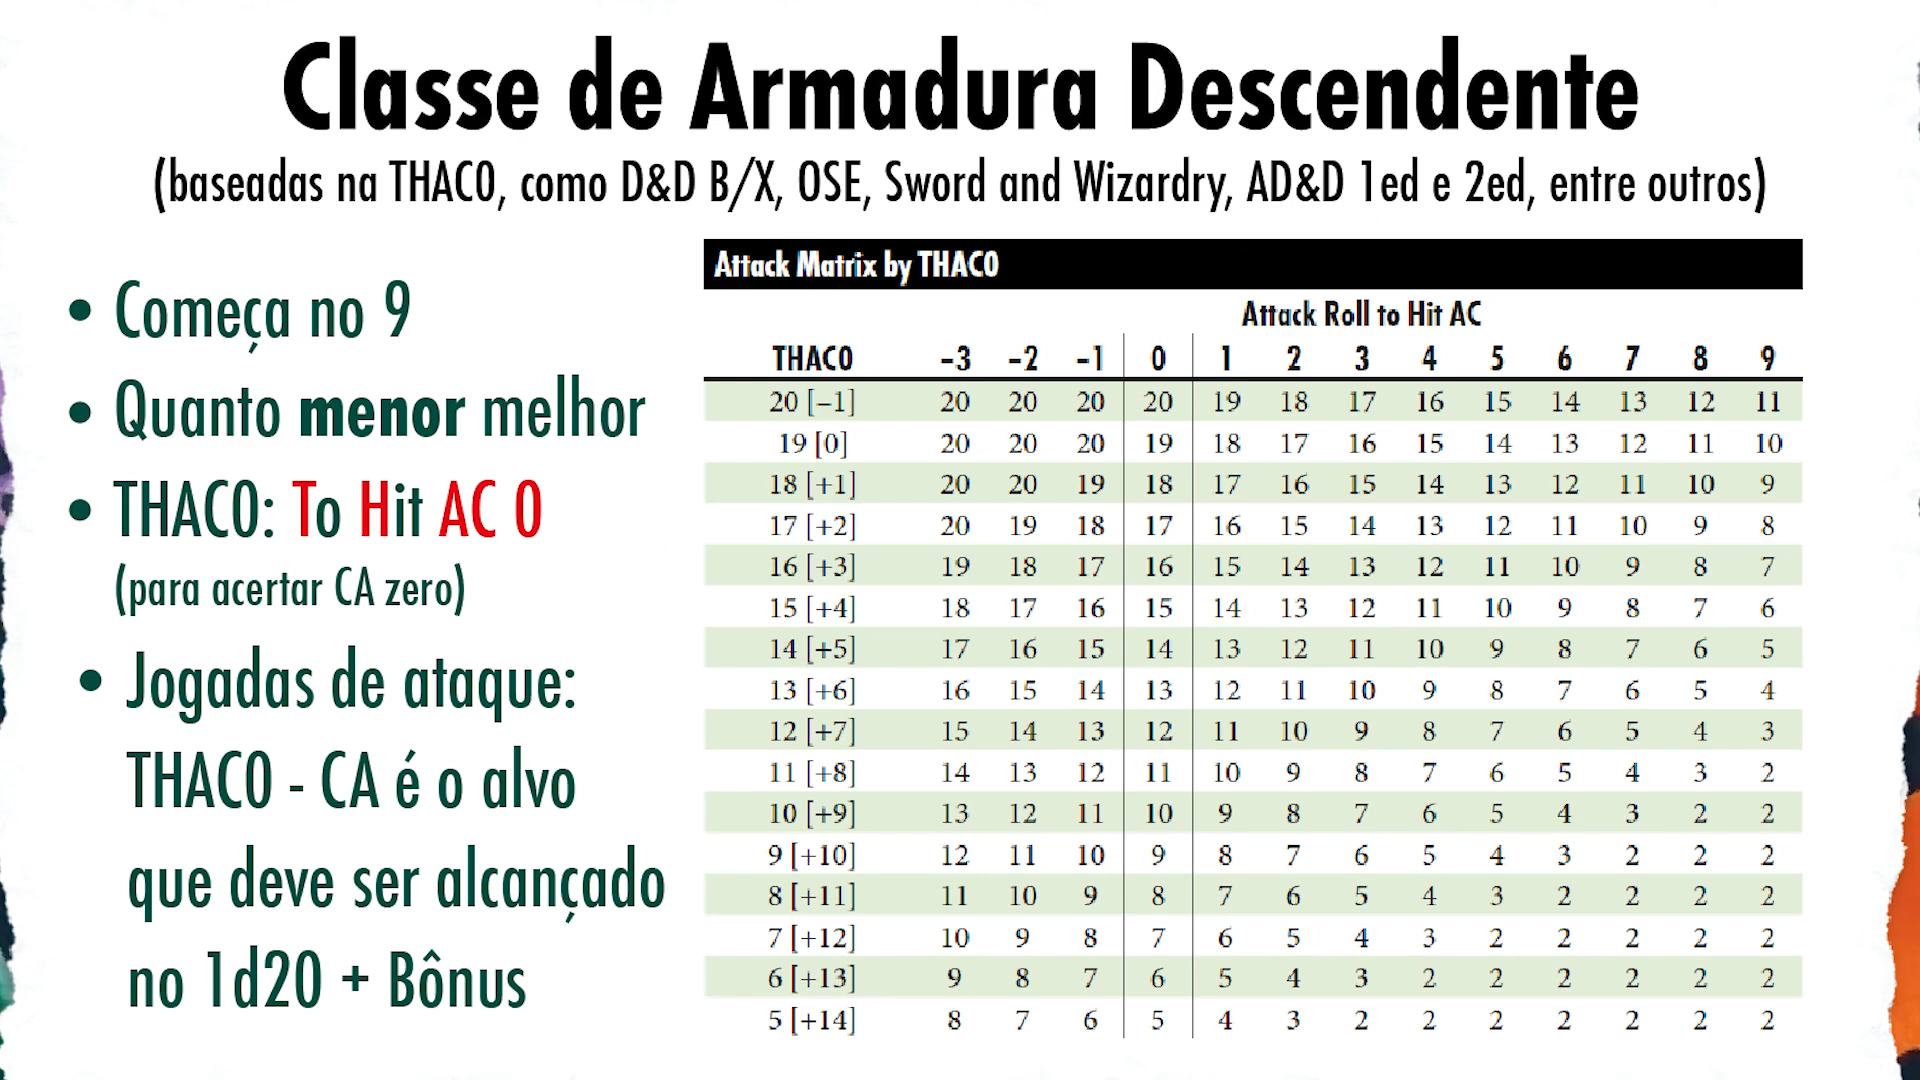 Classe de Armadura Descendente
(baseadas na THAC0, como D&D B/X, OSE, Sword and Wizardry, AD&D 1ed e 2ed, entre outros)
• Começa no 9
• Quanto menor melhor
• THAC0: To Hit AC 0
(para acertar CA zero)
• Jogadas de ataque:
THAC0 - CA é o alvo
que deve ser alcançado
no 1d20 + Bônus
Attack Matrix by THAC0
Attack Roll to Hit AC
THAC0 –3 –2 –1 0 1 2 3 4 5 6 7 8 9
20 [–1] 20 20 20 20 19 18 17 16 15 14 13 12 11
19 [0] 20 20 20 19 18 17 16 15 14 13 12 11 10
18 [+1] 20 20 19 18 17 16 15 14 13 12 11 10 9
17 [+2] 20 19 18 17 16 15 14 13 12 11 10 9 8
16 [+3] 19 18 17 16 15 14 13 12 11 10 9 8 7
15 [+4] 18 17 16 15 14 13 12 11 10 9 8 7 6
14 [+5] 17 16 15 14 13 12 11 10 9 8 7 6 5
13 [+6] 16 15 14 13 12 11 10 9 8 7 6 5 4
12 [+7] 15 14 13 12 11 10 9 8 7 6 5 4 3
11 [+8] 14 13 12 11 10 9 8 7 6 5 4 3 2
10 [+9] 13 12 11 10 9 8 7 6 5 4 3 2 2
9 [+10] 12 11 10 9 8 7 6 5 4 3 2 2 2
8 [+11] 11 10 9 8 7 6 5 4 3 2 2 2 2
7 [+12] 10 9 8 7 6 5 4 3 2 2 2 2 2
6 [+13] 9 8 7 6 5 4 3 2 2 2 2 2 2
5 [+14] 8 7 6 5 4 3 2 2 2 2 2 2 2